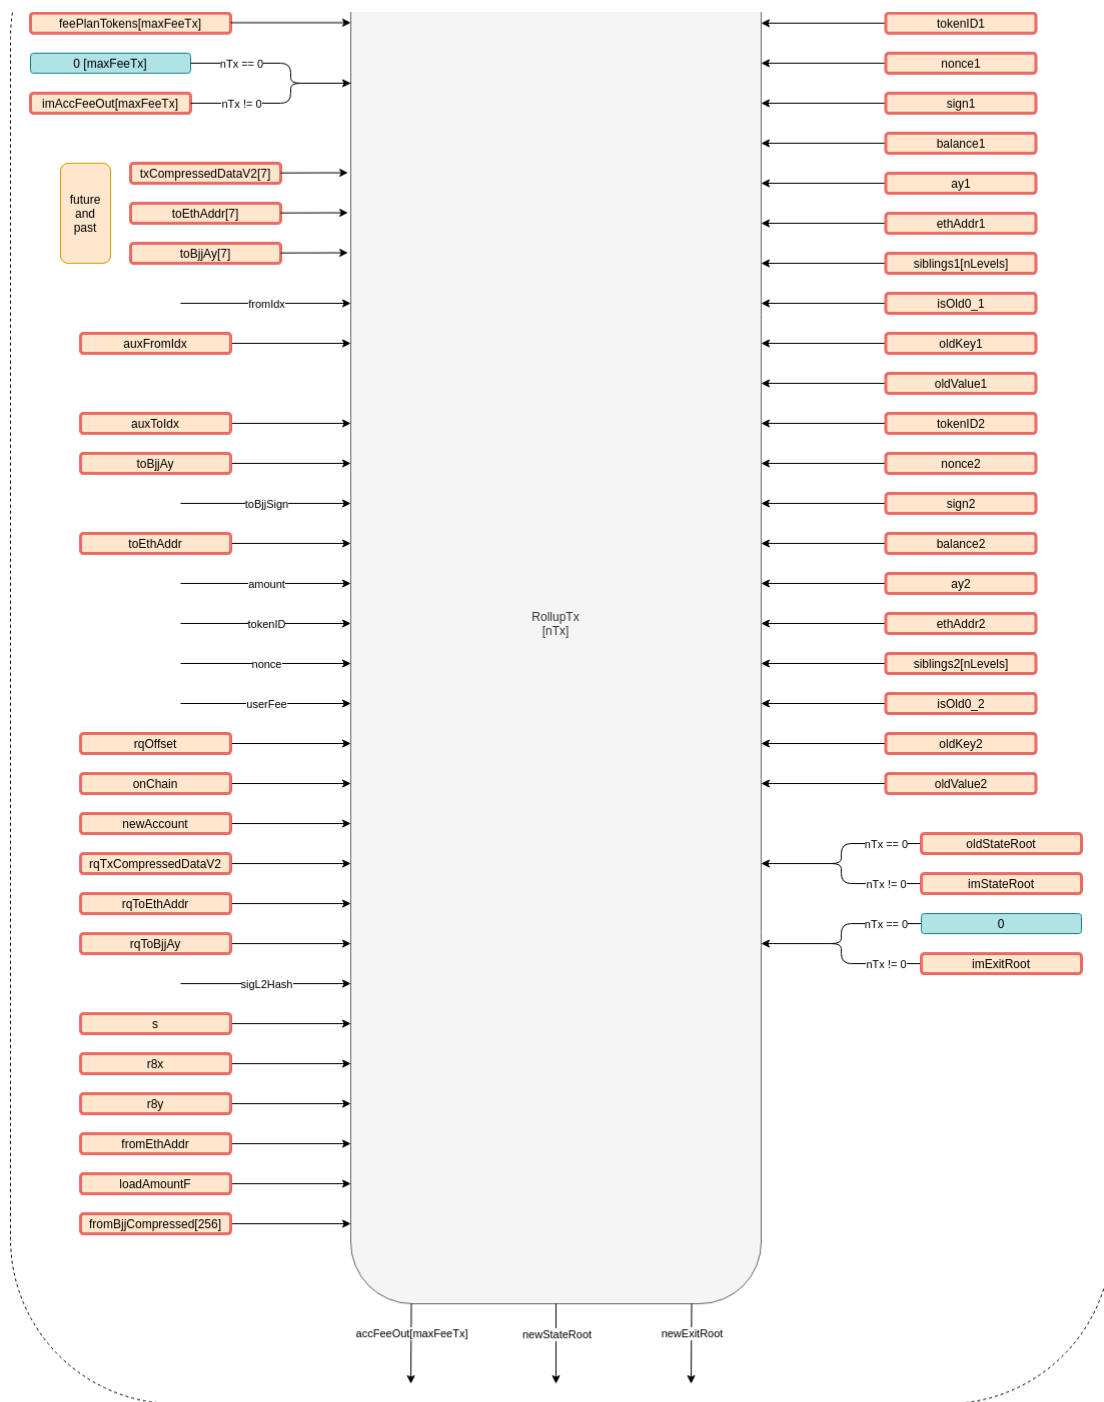 feePlanTokens[maxFeeTx]
0 [maxFeeTx]
nTx == 0
imAccFeeOut[maxFeeTx]
nTx != 0
future
and
past
txCompressedDataV2[7]
toEthAddr[7]
toBjjAy[7]
fromIdx
auxFromIdx
auxToIdx
toBjjAy
toBjjSign
toEthAddr
amount
tokenID
nonce
userFee
rqOffset
onChain
newAccount
rqTxCompressedDataV2
rqToEthAddr
rqToBjjAy
sigL2Hash
s
r8x
r8y
fromEthAddr
loadAmountF
fromBjjCompressed[256]
RollupTx
[nTx]
tokenID1
nonce1
sign1
balance1
ay1
ethAddr1
siblings1[nLevels]
isOld0_1
oldKey1
oldValue1
tokenID2
nonce2
sign2
balance2
ay2
ethAddr2
siblings2[nLevels]
isOld0_2
oldKey2
oldValue2
nTx == 0
oldStateRoot
nTx != 0
imStateRoot
nTx == 0
0
nTx != 0
imExitRoot
accFeeOut[maxFeeTx]
newStateRoot
newExitRoot